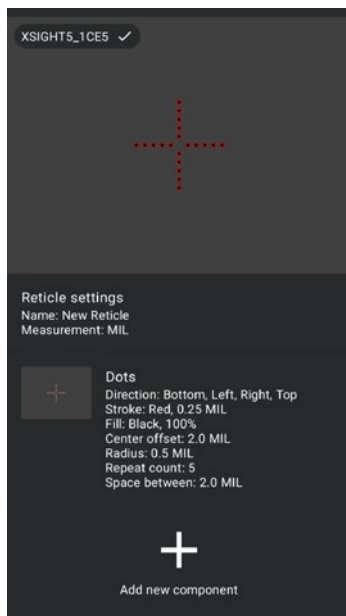 XSIGHT5_1CE5
Reticle settings
Name: New Reticle
Measurement: MIL
Dots
Direction: Bottom, Left, Right, Top
Stroke: Red, 0.25 MIL
Fill: Black, 100%
Center offset: 2.0 MIL
Radius: 0.5 MIL
Repeat count: 5
Space between: 2.0 MIL
Add new component